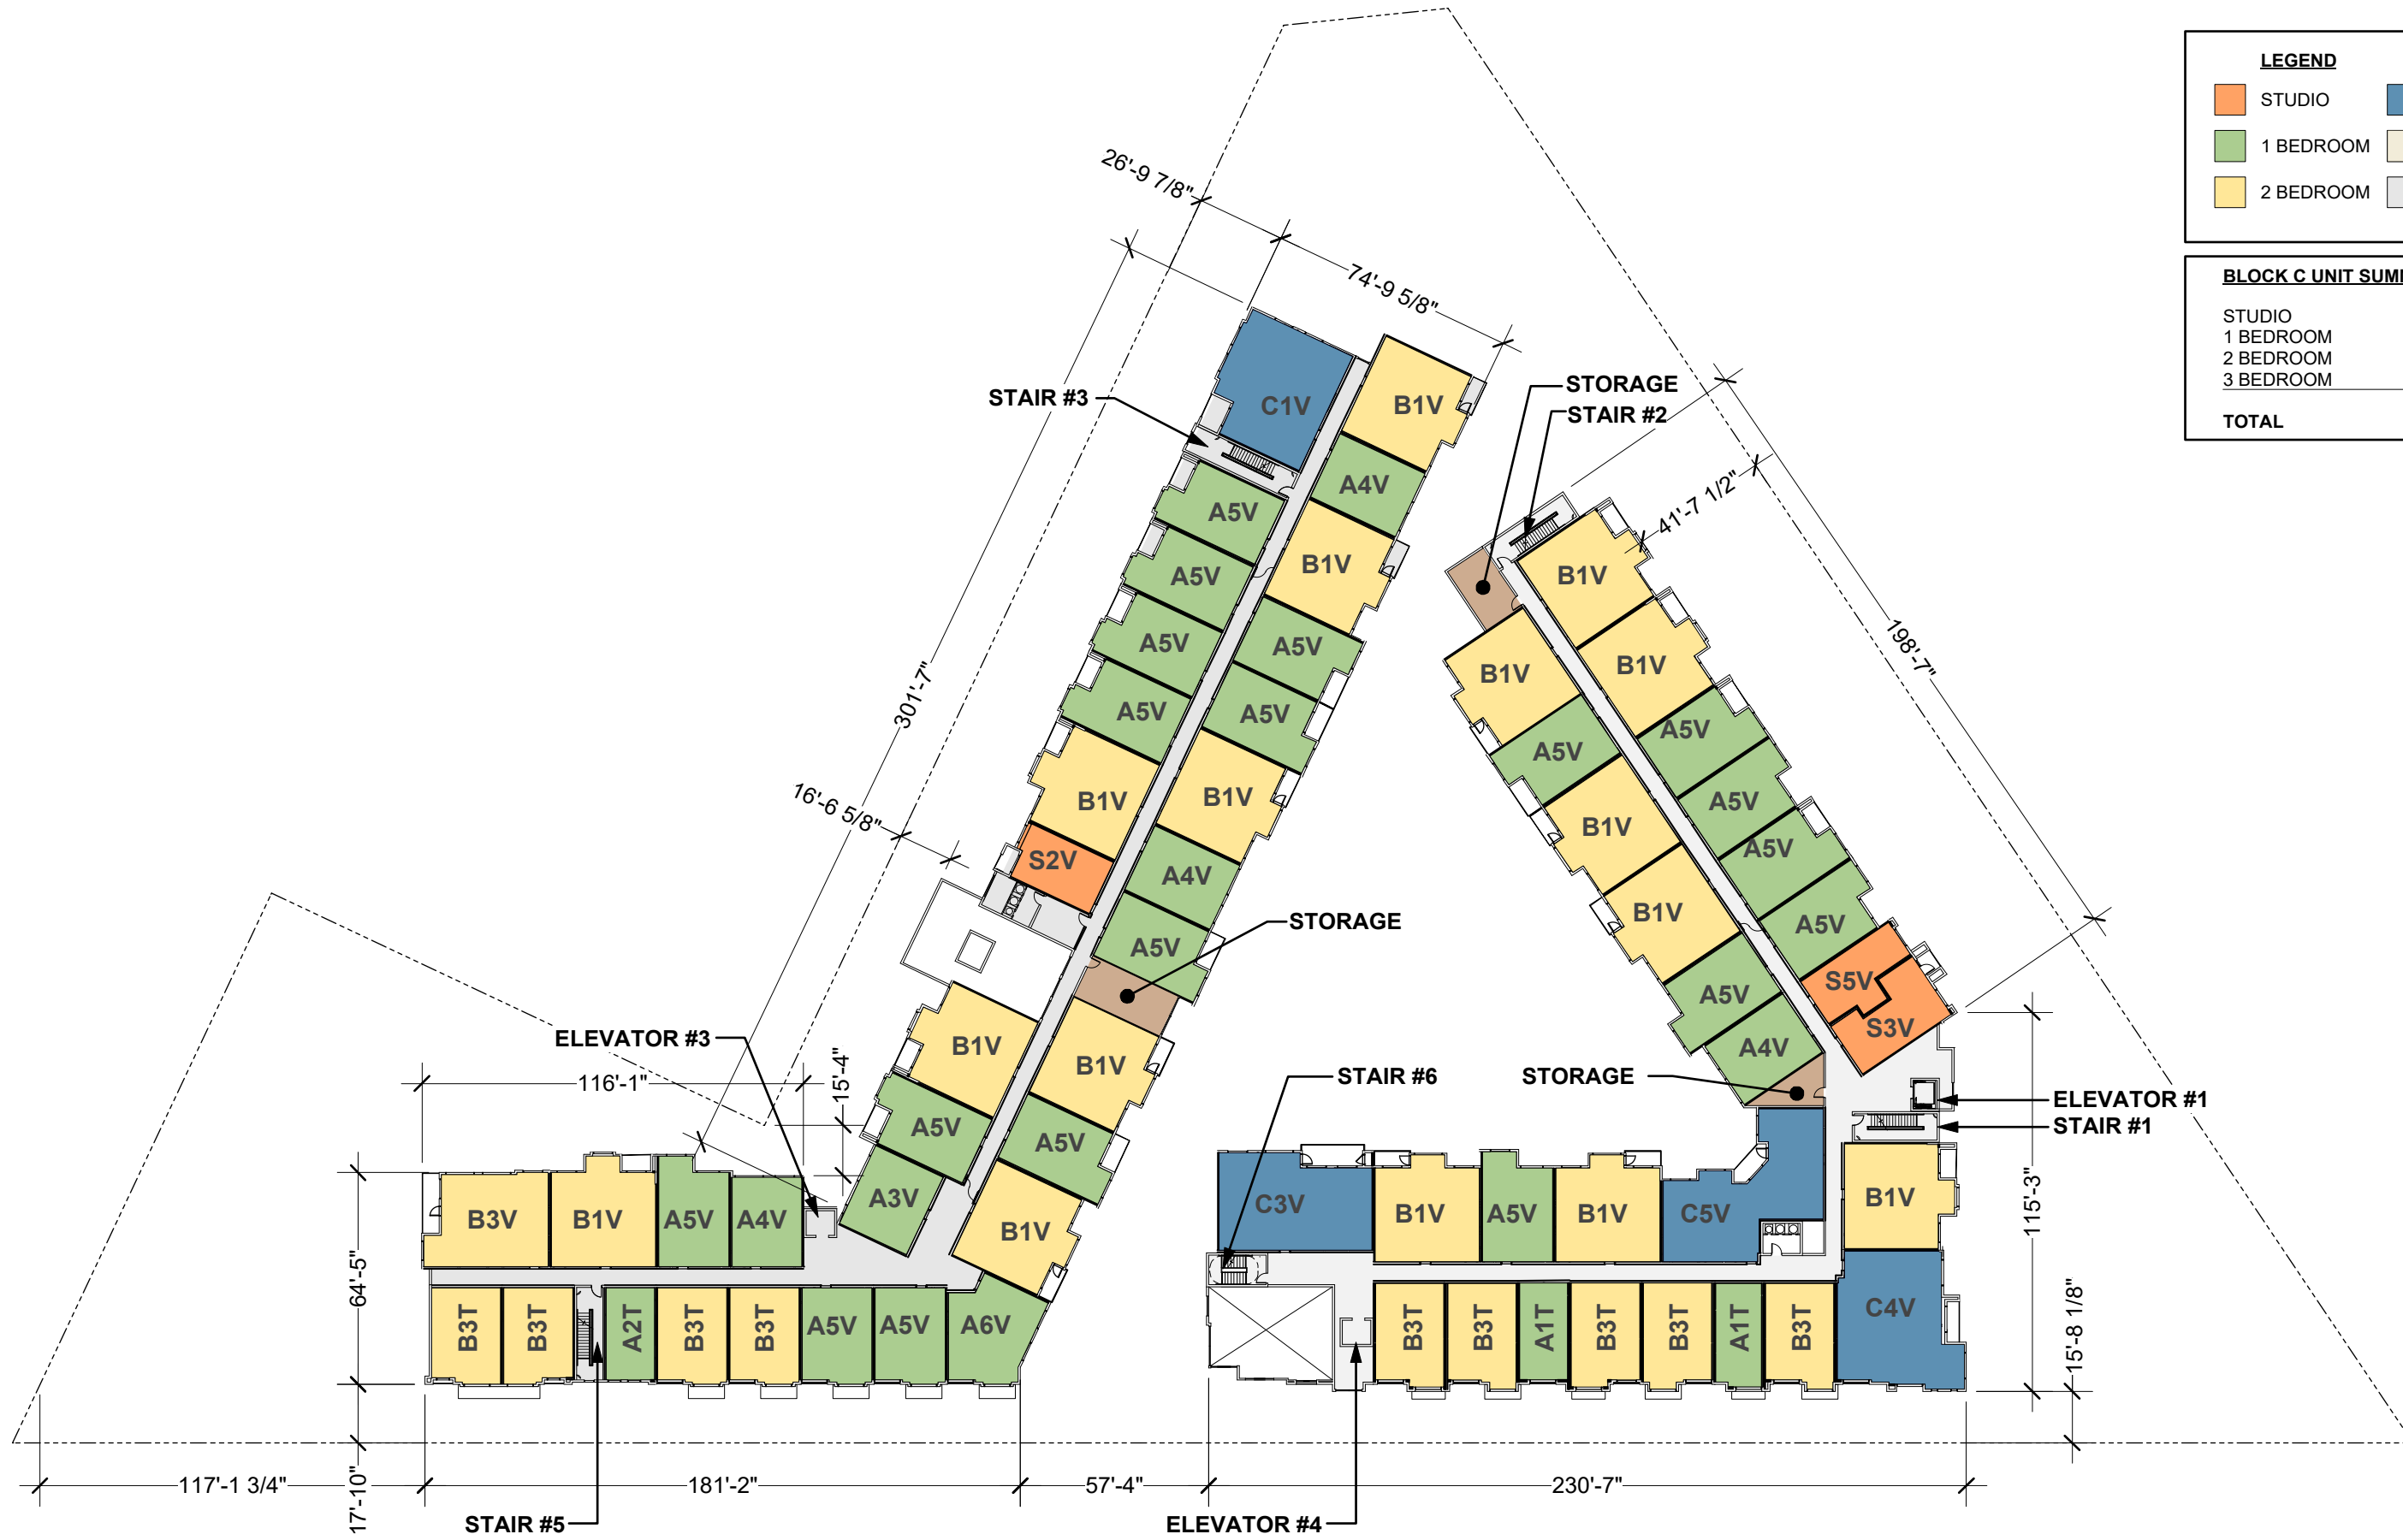 LEGEND
STUDIO
1 BEDROOM
2 BEDROOM
BLOCK C UNIT
STUDIO
1 BEDROOM
2 BEDROOM
3 BEDROOM
TOTAL
26'-9 7/8"
74'-9 5/8"
STAIR #3
C1V
B1V
STORAGE
STAIR #2
A4V
A5V
41'-7 1/2"
B1V
B1V
A5V
A5V
A5V
A5V
A5V
B1V
B1V
B1V
198'-7"
301'-7"
A5V
A5V
A5V
B1V
B1V
B1V
A5V
16'-6 5/8"
A5V
S2V
A4V
B1V
A5V
STORAGE
A5V
S5V
A5V
S3V
ELEVATOR #3
B1V
B1V
A4V
116'-1"
15'-4"
STAIR #6
STORAGE
ELEVATOR #1
STAIR #1
A5V
A5V
B3V
B1V
A5V
A4V
A3V
B1V
C3V
B1V
A5V
B1V
C5V
B1V
115'-3"
64'-5"
B3T
B3T
A2T
B3T
B3T
A5V
A5V
A6V
B3T
B3T
A1T
B3T
B3T
A1T
B3T
C4V
15'-8 1/8"
17'-10"
117'-1 3/4"
181'-2"
57'-4"
230'-7"
STAIR #5
ELEVATOR #4